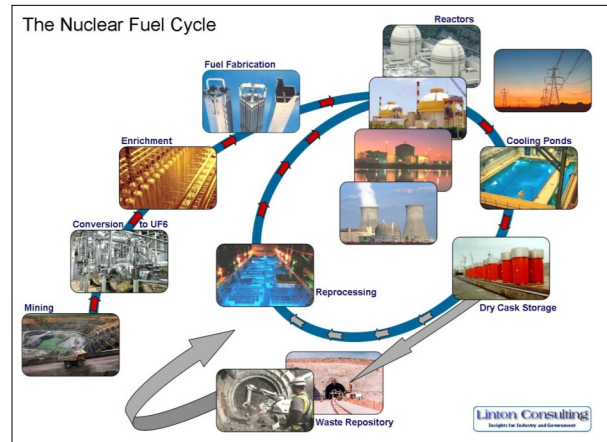 The Nuclear Fuel Cycle
Reactors
Fuel Fabrication
Enrichment
Cooling Ponds
Conversion to UF6
Reprocessing
Dry Cask Storage
Mining
Waste Repository
Linton Consulting
Insights for Industry and Government